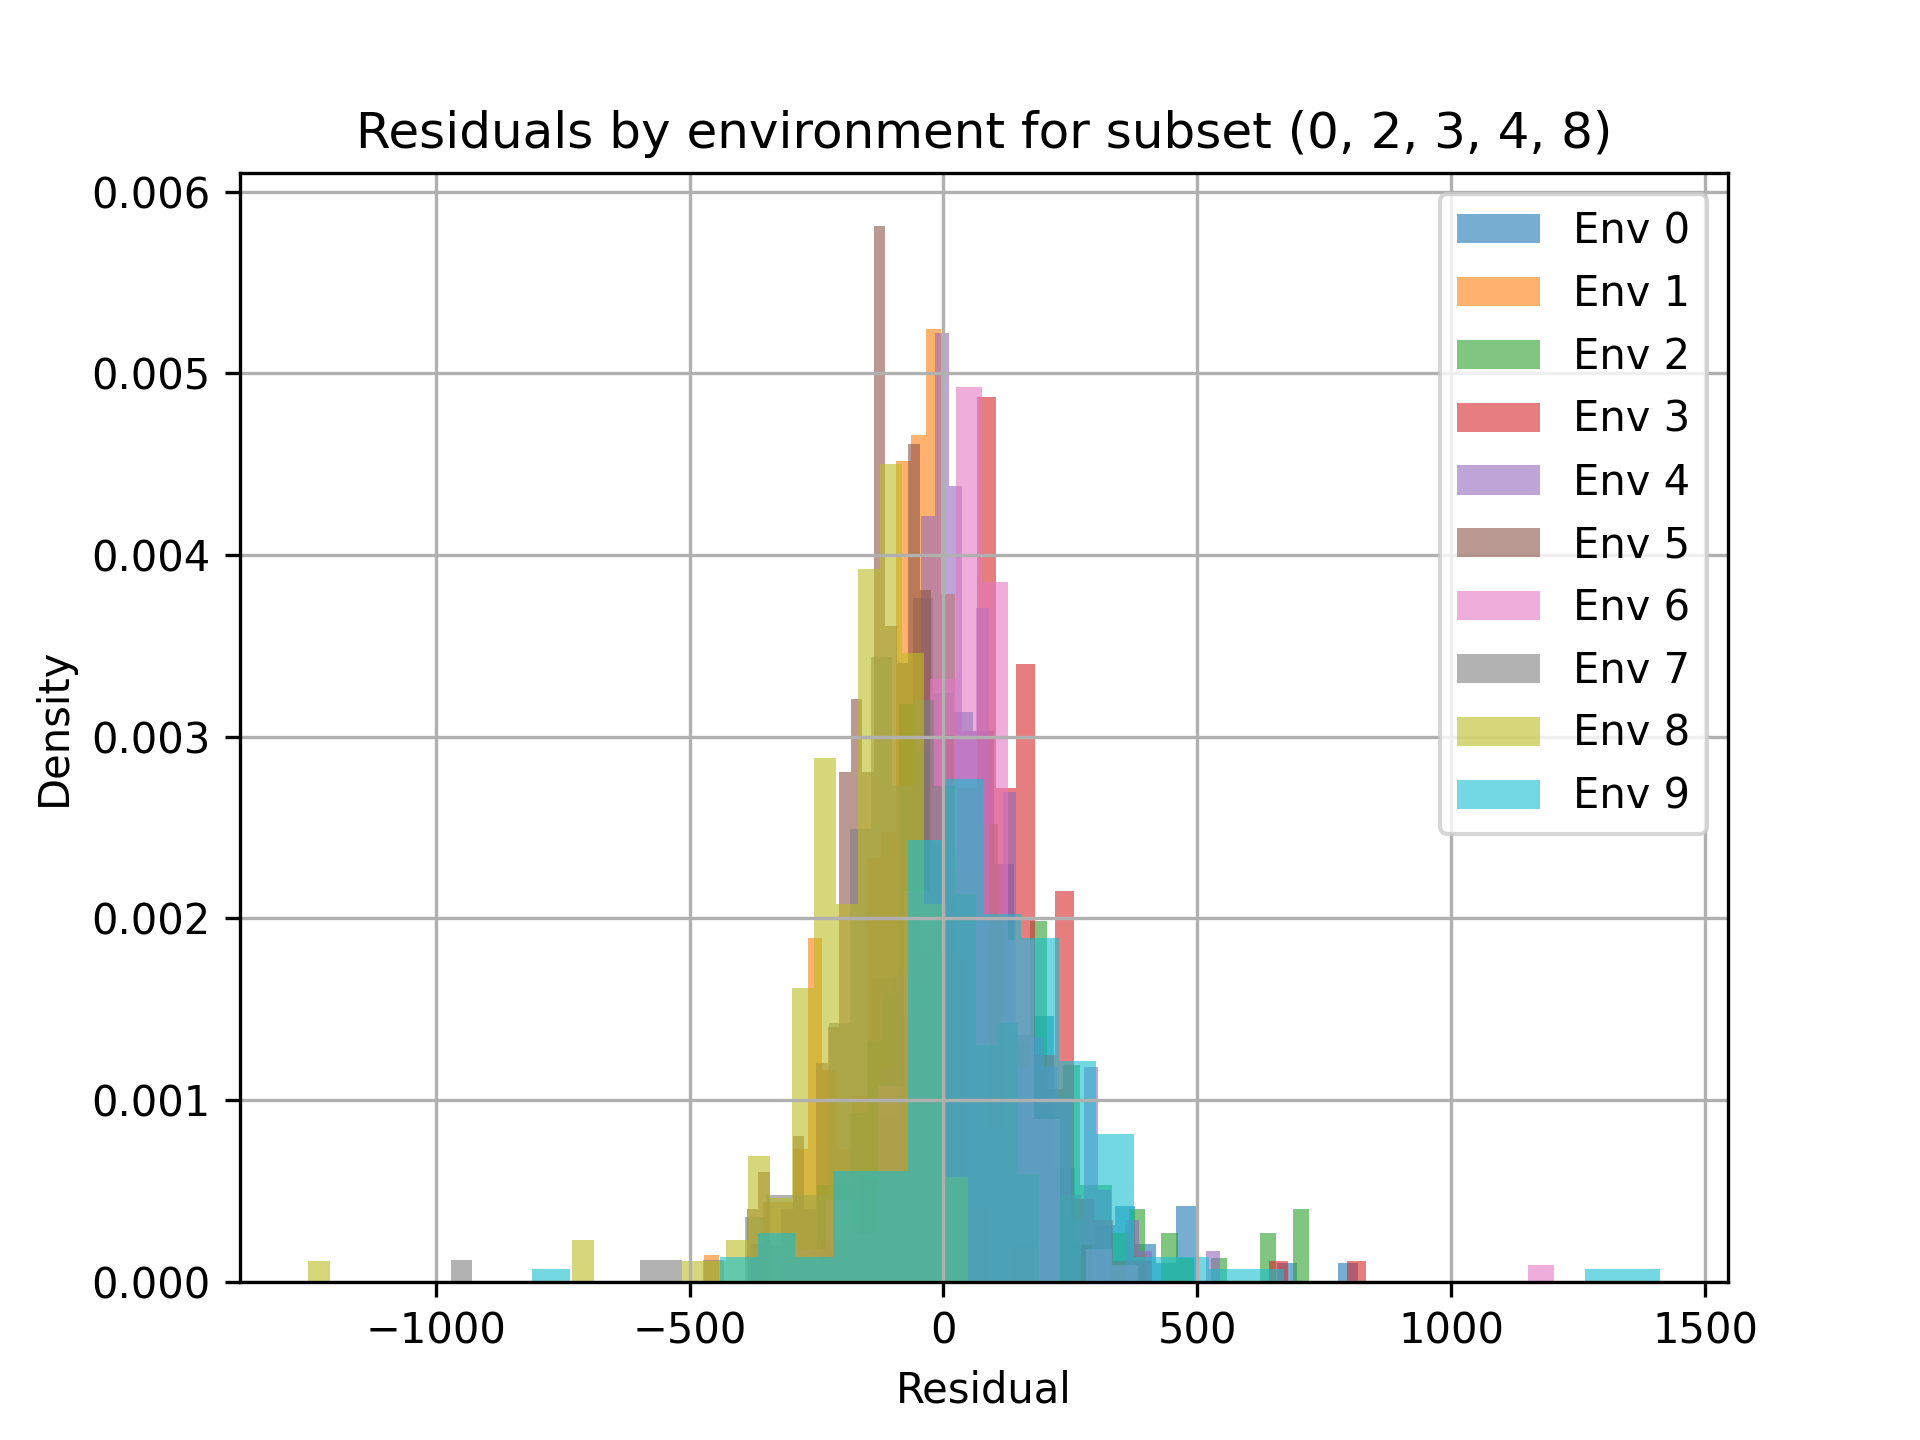 Residuals by environment for subset (0, 2, 3, 4, 8)
0.006
0.005
0.004
0.003
0.002
0.001
0.000
Density
Env 0
Env 1
Env 2
Env 3
Env 4
Env 5
Env 6
Env 7
Env 8
Env 9
−1000 −500 0 500 1000 1500
Residual